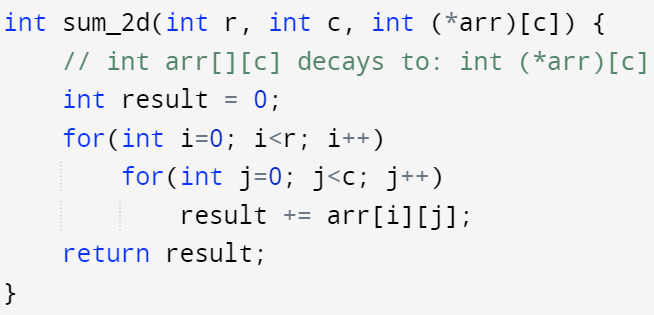 int sum_2d(int r, int c, int (*arr)[c]) {
    // int arr[][c] decays to: int (*arr)[c]
    int result = 0;
    for(int i=0; i<r; i++)
        for(int j=0; j<c; j++)
            result += arr[i][j];
    return result;
}